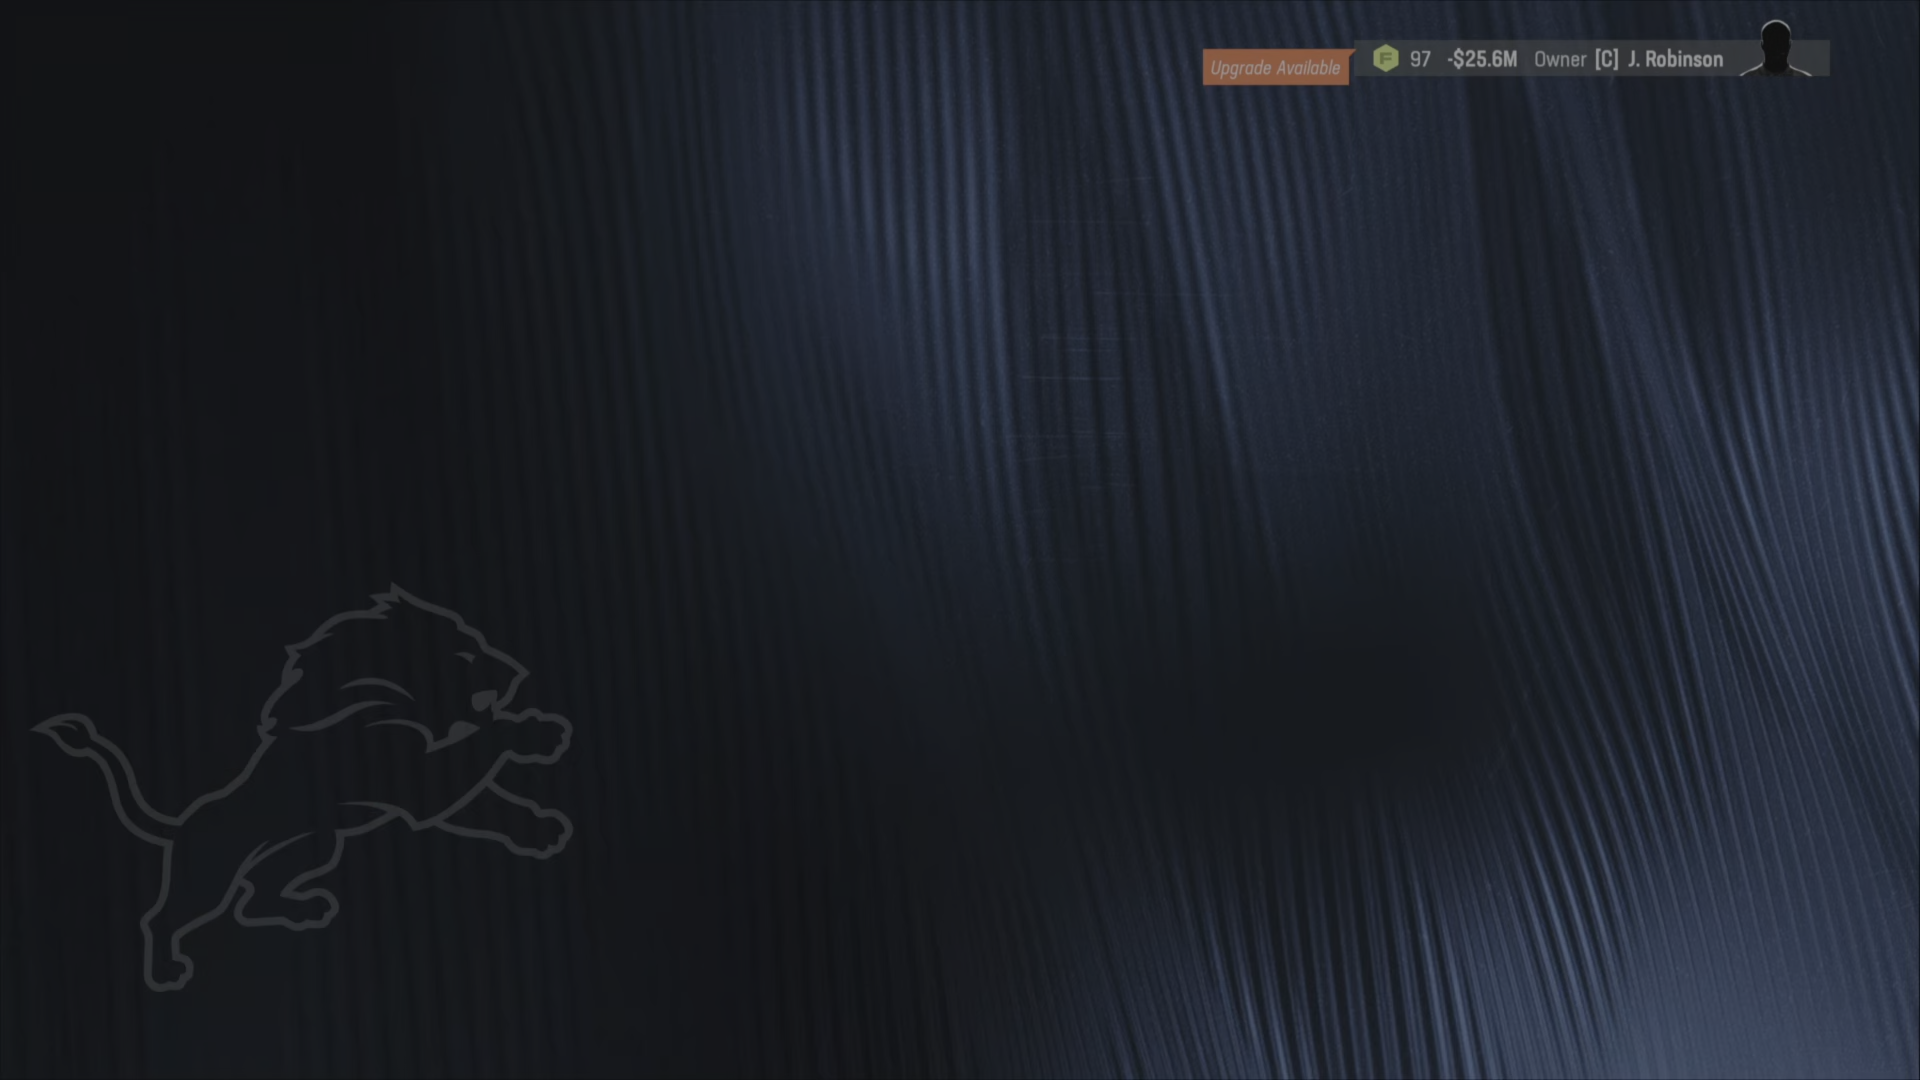 Upgrade Available
F 97 -$25.6M Owner [C] J. Robinson